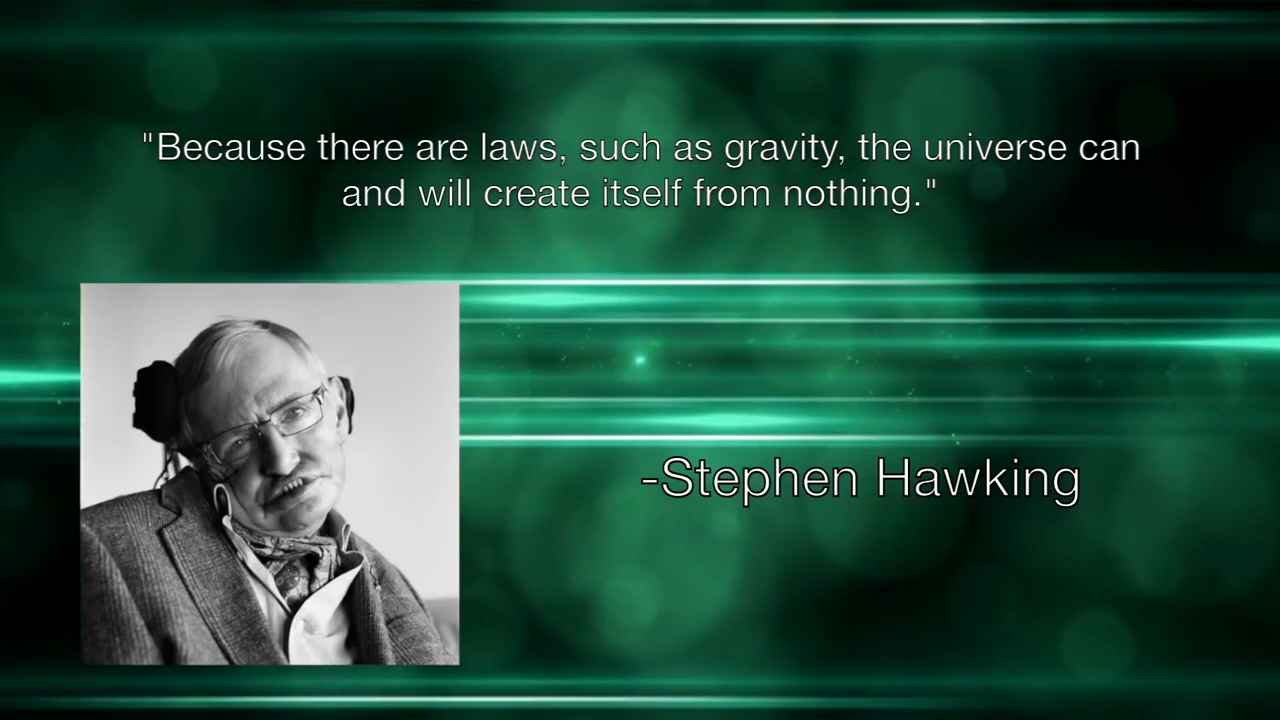 "Because there are laws, such as gravity, the universe can
and will create itself from nothing."
-Stephen Hawking